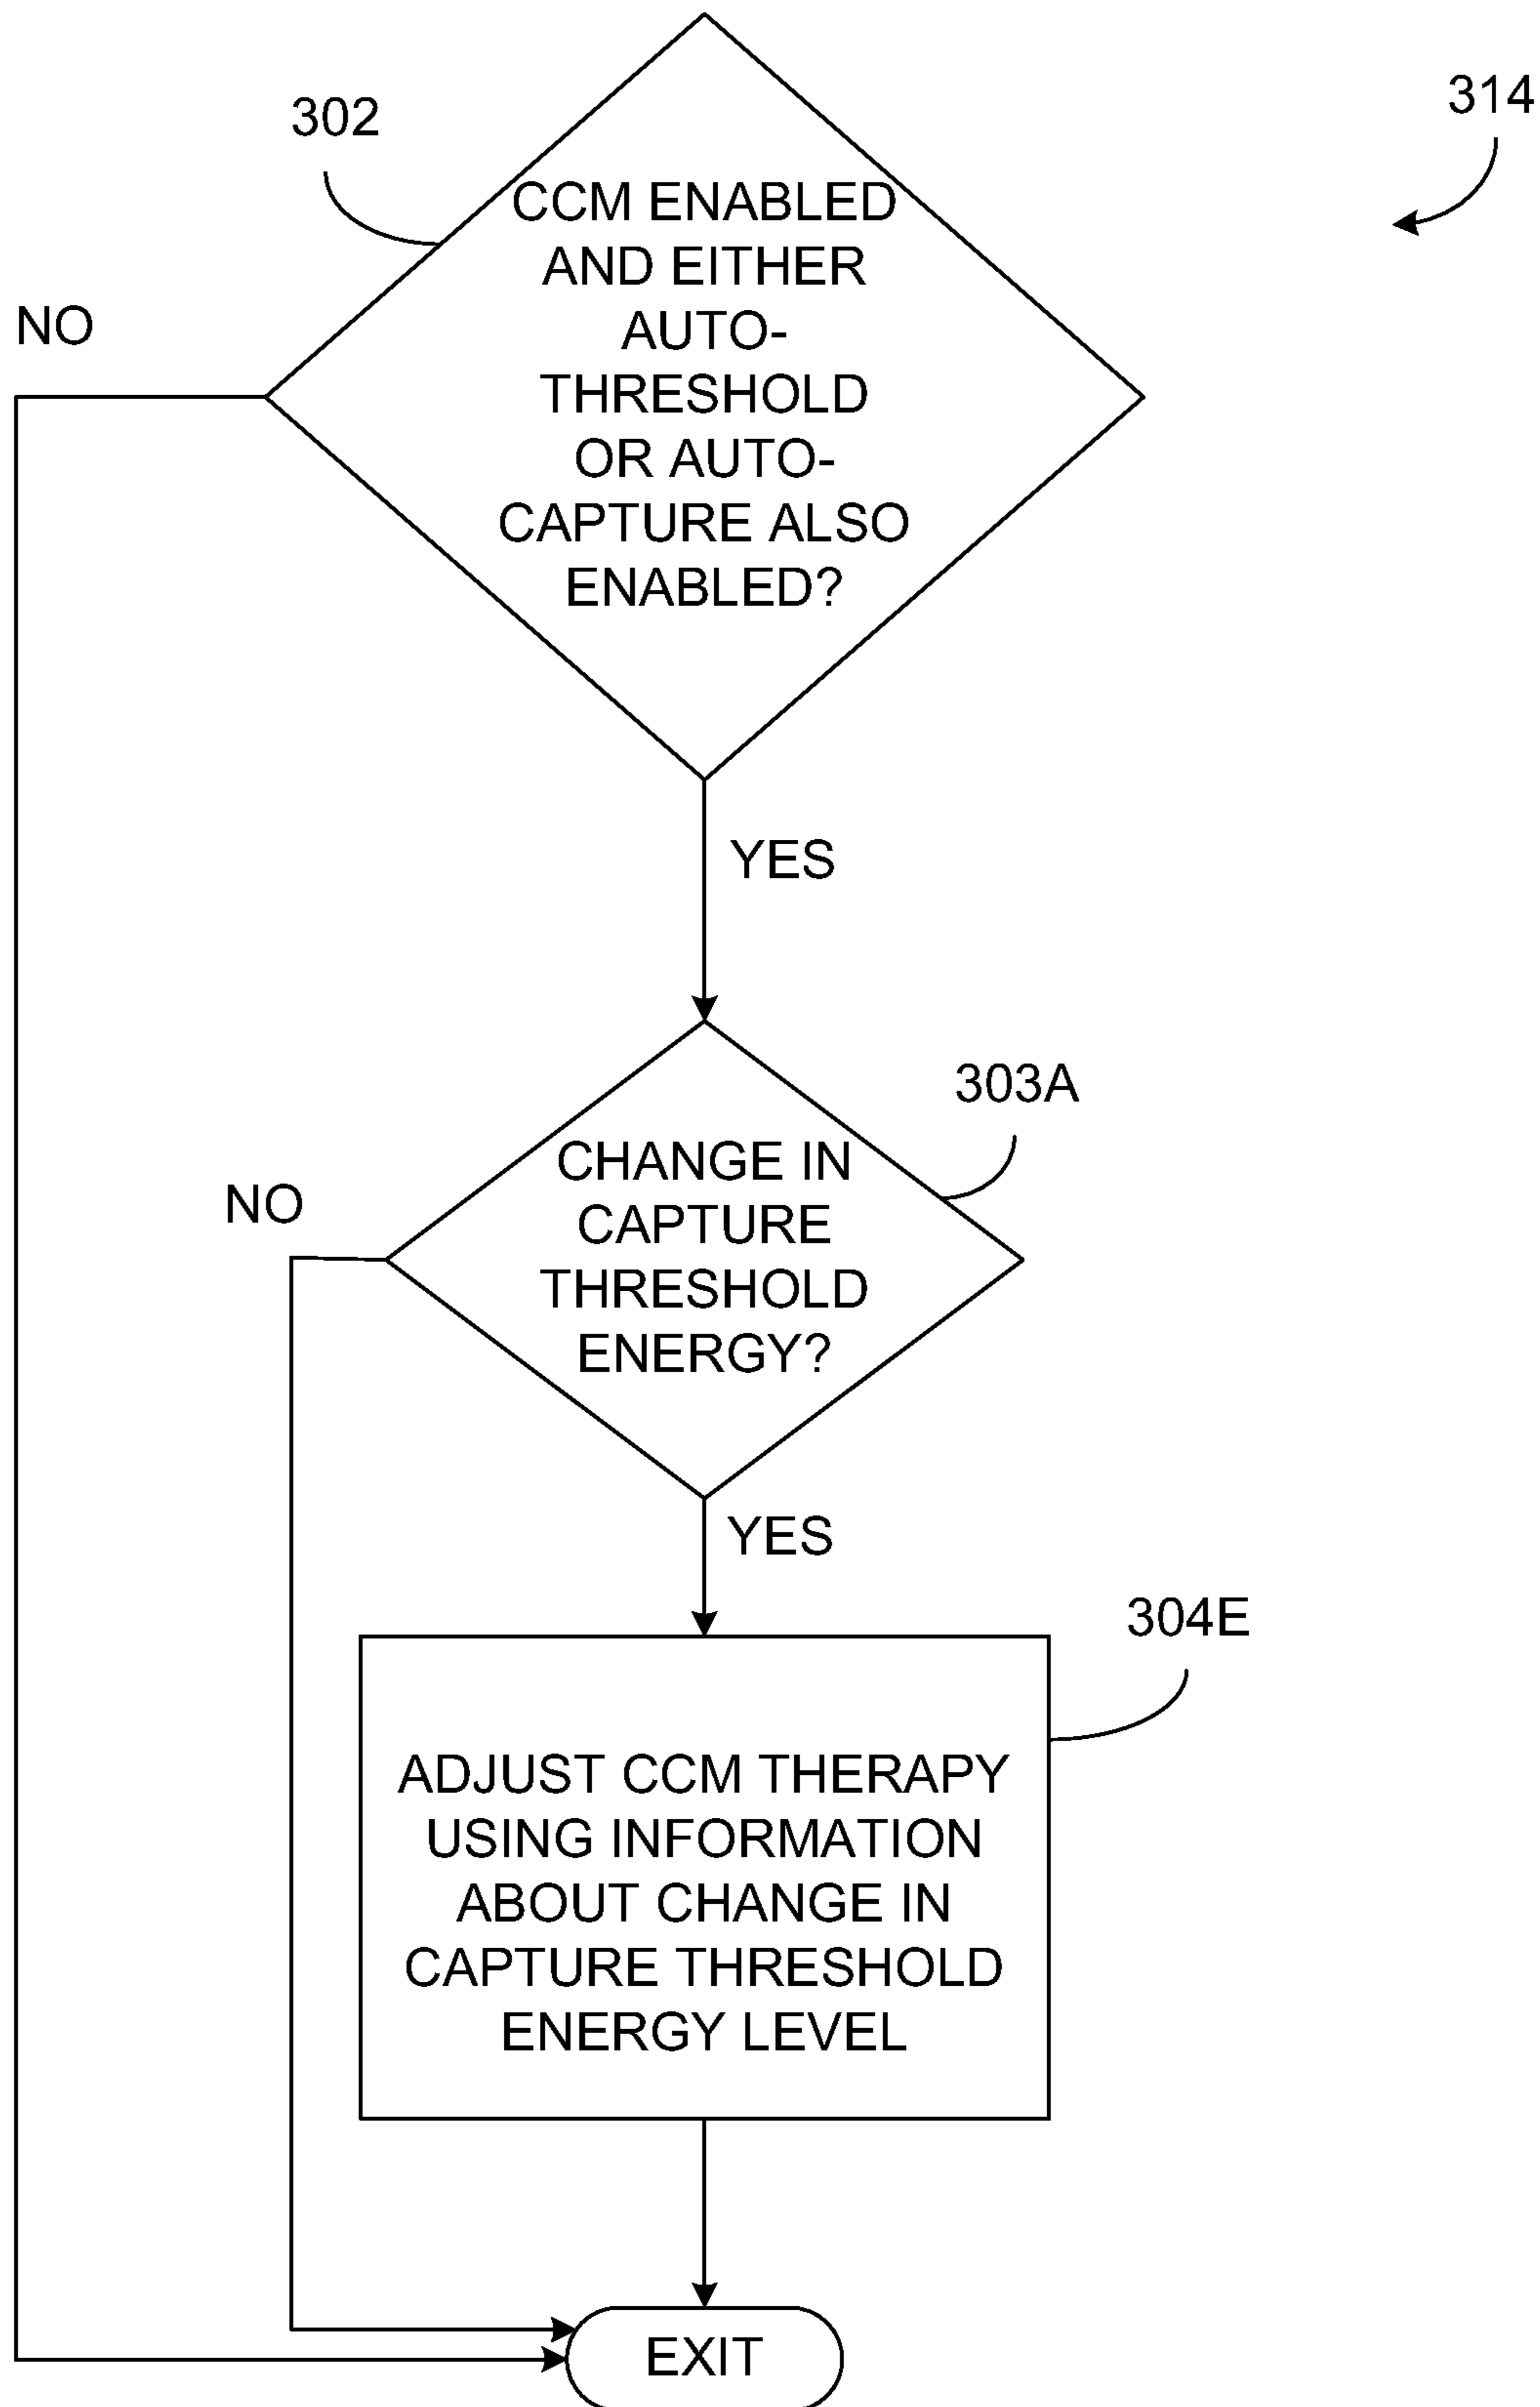 314
302
CCM ENABLED
AND EITHER
AUTO-
THRESHOLD
OR AUTO-
CAPTURE ALSO
ENABLED?
NO
YES
303A
CHANGE IN
CAPTURE
THRESHOLD
ENERGY?
NO
YES
304E
ADJUST CCM THERAPY
USING INFORMATION
ABOUT CHANGE IN
CAPTURE THRESHOLD
ENERGY LEVEL
EXIT